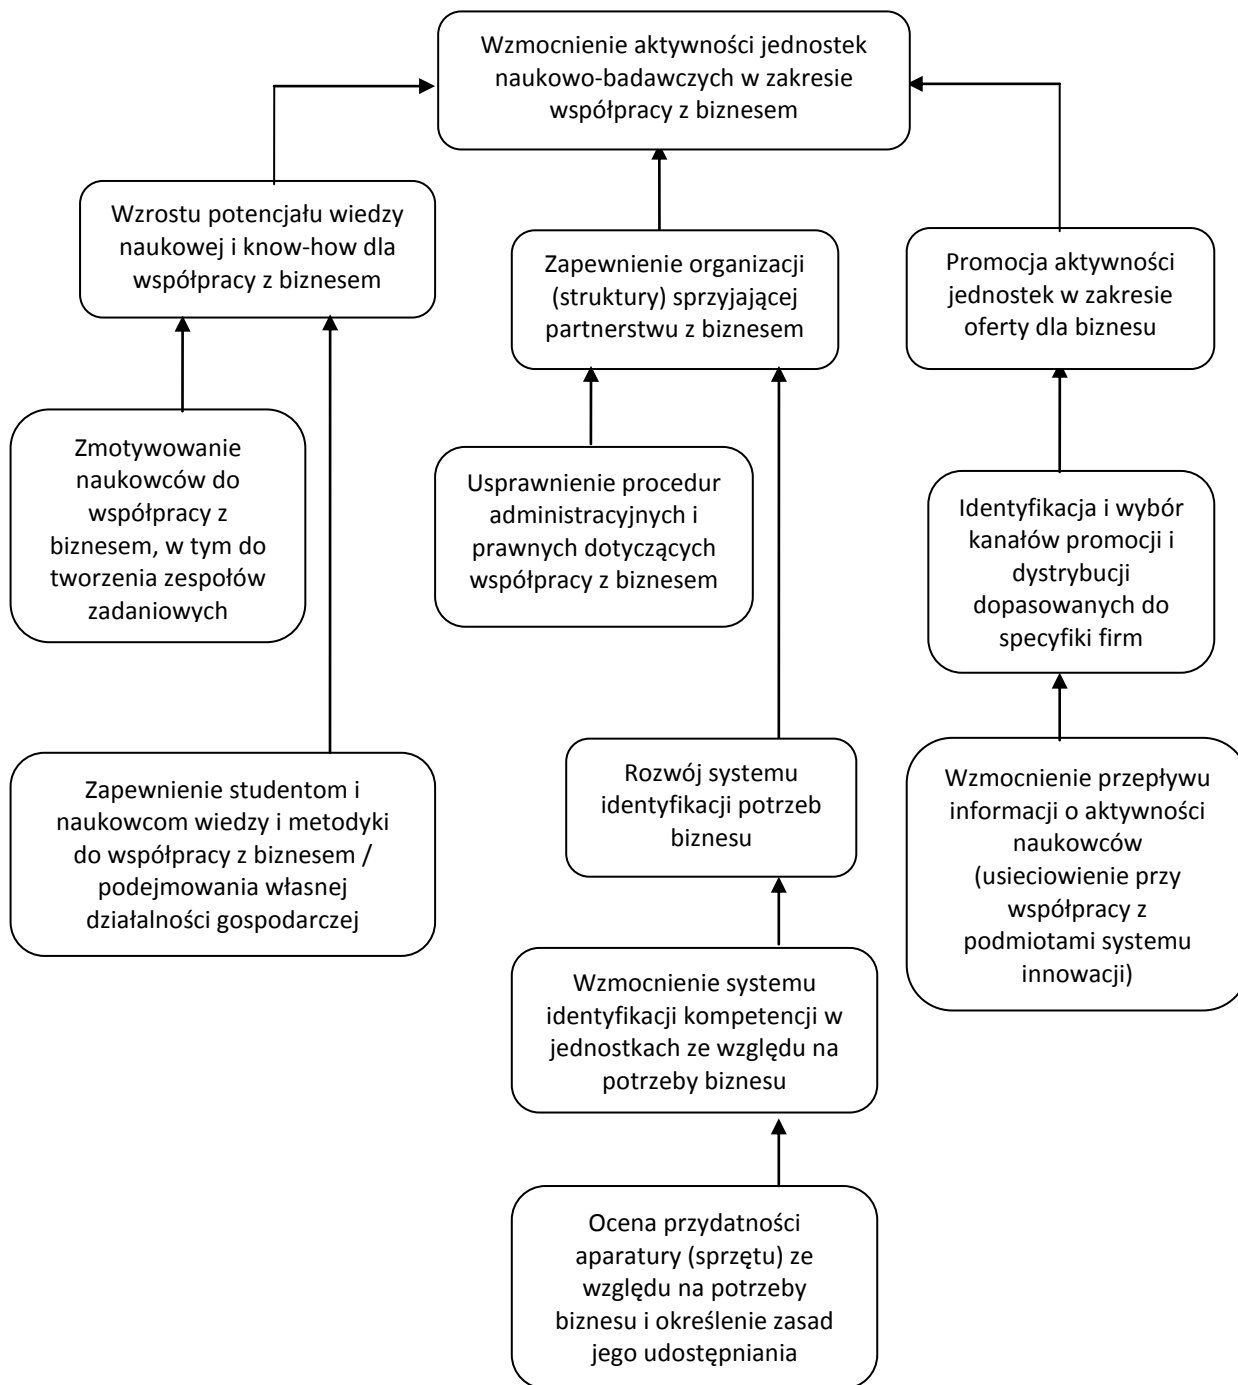 Wzmocnienie aktywności jednostek
naukowo-badawczych w zakresie
współpracy z biznesem
Wzrostu potencjału wiedzy
naukowej i know-how dla
współpracy z biznesem
Zapewnienie organizacji
(struktury) sprzyjającej
partnerstwu z biznesem
Promocja aktywności
jednostek w zakresie
oferty dla biznesu
Zmotywowanie
naukowców do
współpracy z
biznesem, w tym do
tworzenia zespołów
zadaniowych
Usprawnienie procedur
administracyjnych i
prawnych dotyczących
współpracy z biznesem
Identyfikacja i wybór
kanałów promocji i
dystrybucji
dopasowanych do
specyfiki firm
Zapewnienie studentom i
naukowcom wiedzy i metodyki
do współpracy z biznesem /
podejmowania własnej
działalności gospodarczej
Rozwój systemu
identyfikacji potrzeb
biznesu
Wzmocnienie przepływu
informacji o aktywności
naukowców
(usieciowienie przy
współpracy z
podmiotami systemu
innowacji)
Wzmocnienie systemu
identyfikacji kompetencji w
jednostkach ze względu na
potrzeby biznesu
Ocena przydatności
aparatury (sprzętu) ze
względu na potrzeby
biznesu i określenie zasad
jego udostępniania